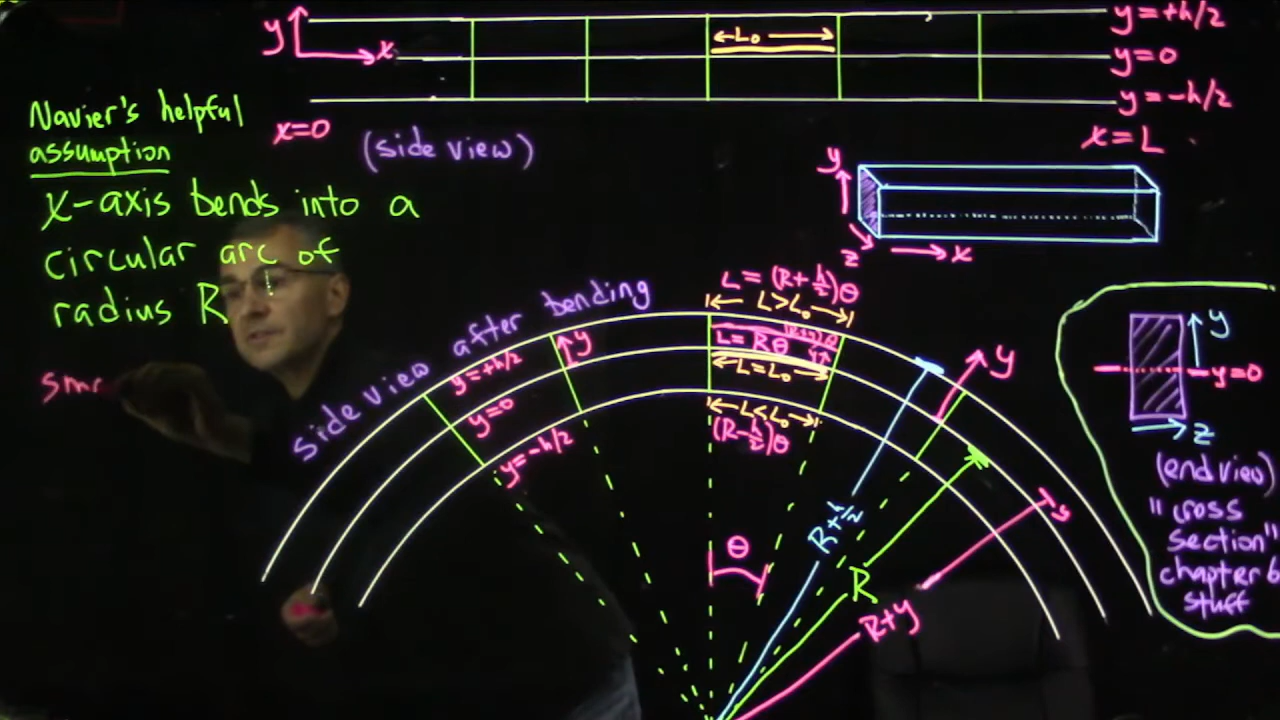 y
x
←L₀→
y=+h/2
y=0
y=-h/2
x=0
x=L
(side view)
Navier's helpful
assumption
x-axis bends into a
circular arc of
radius R
sm
y
z
x
side view after bending
L=(R+h/2)θ
L>L₀
L=Rθ
(R+y)θ
y
L=L₀
L<L₀
(R-h/2)θ
y=+h/2
y=0
y=-h/2
y
y
θ
R+h/2
R
R+y
y
y
y=0
z
(end view)
"cross
section"
chapter 6
stuff